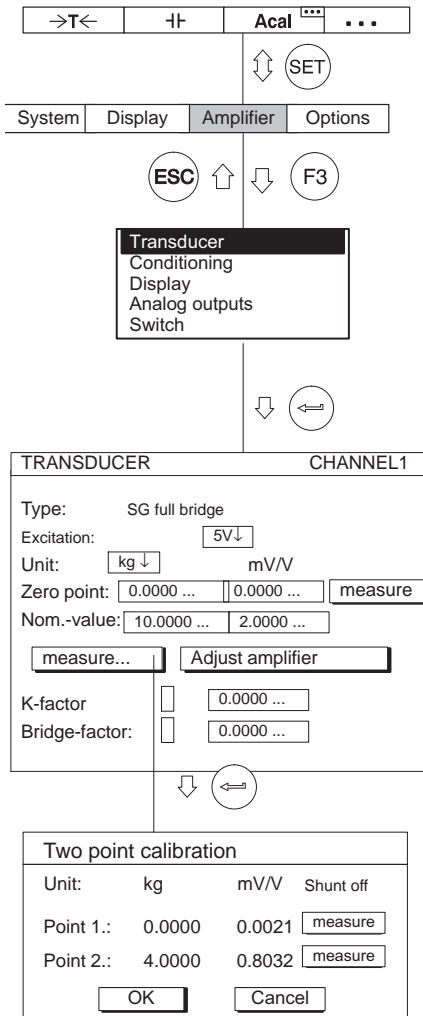 →T← ⊣⊢ Acal ...
SET
System Display Amplifier Options
ESC F3
Transducer
Conditioning
Display
Analog outputs
Switch
TRANSDUCER CHANNEL1
Type: SG full bridge
Excitation: 5V↓
Unit: kg ↓ mV/V
Zero point: 0.0000 ... 0.0000 ... measure
Nom.-value: 10.0000 ... 2.0000 ...
measure... Adjust amplifier
K-factor 0.0000 ...
Bridge-factor: 0.0000 ...
Two point calibration
Unit: kg mV/V Shunt off
Point 1.: 0.0000 0.0021 measure
Point 2.: 4.0000 0.8032 measure
OK Cancel